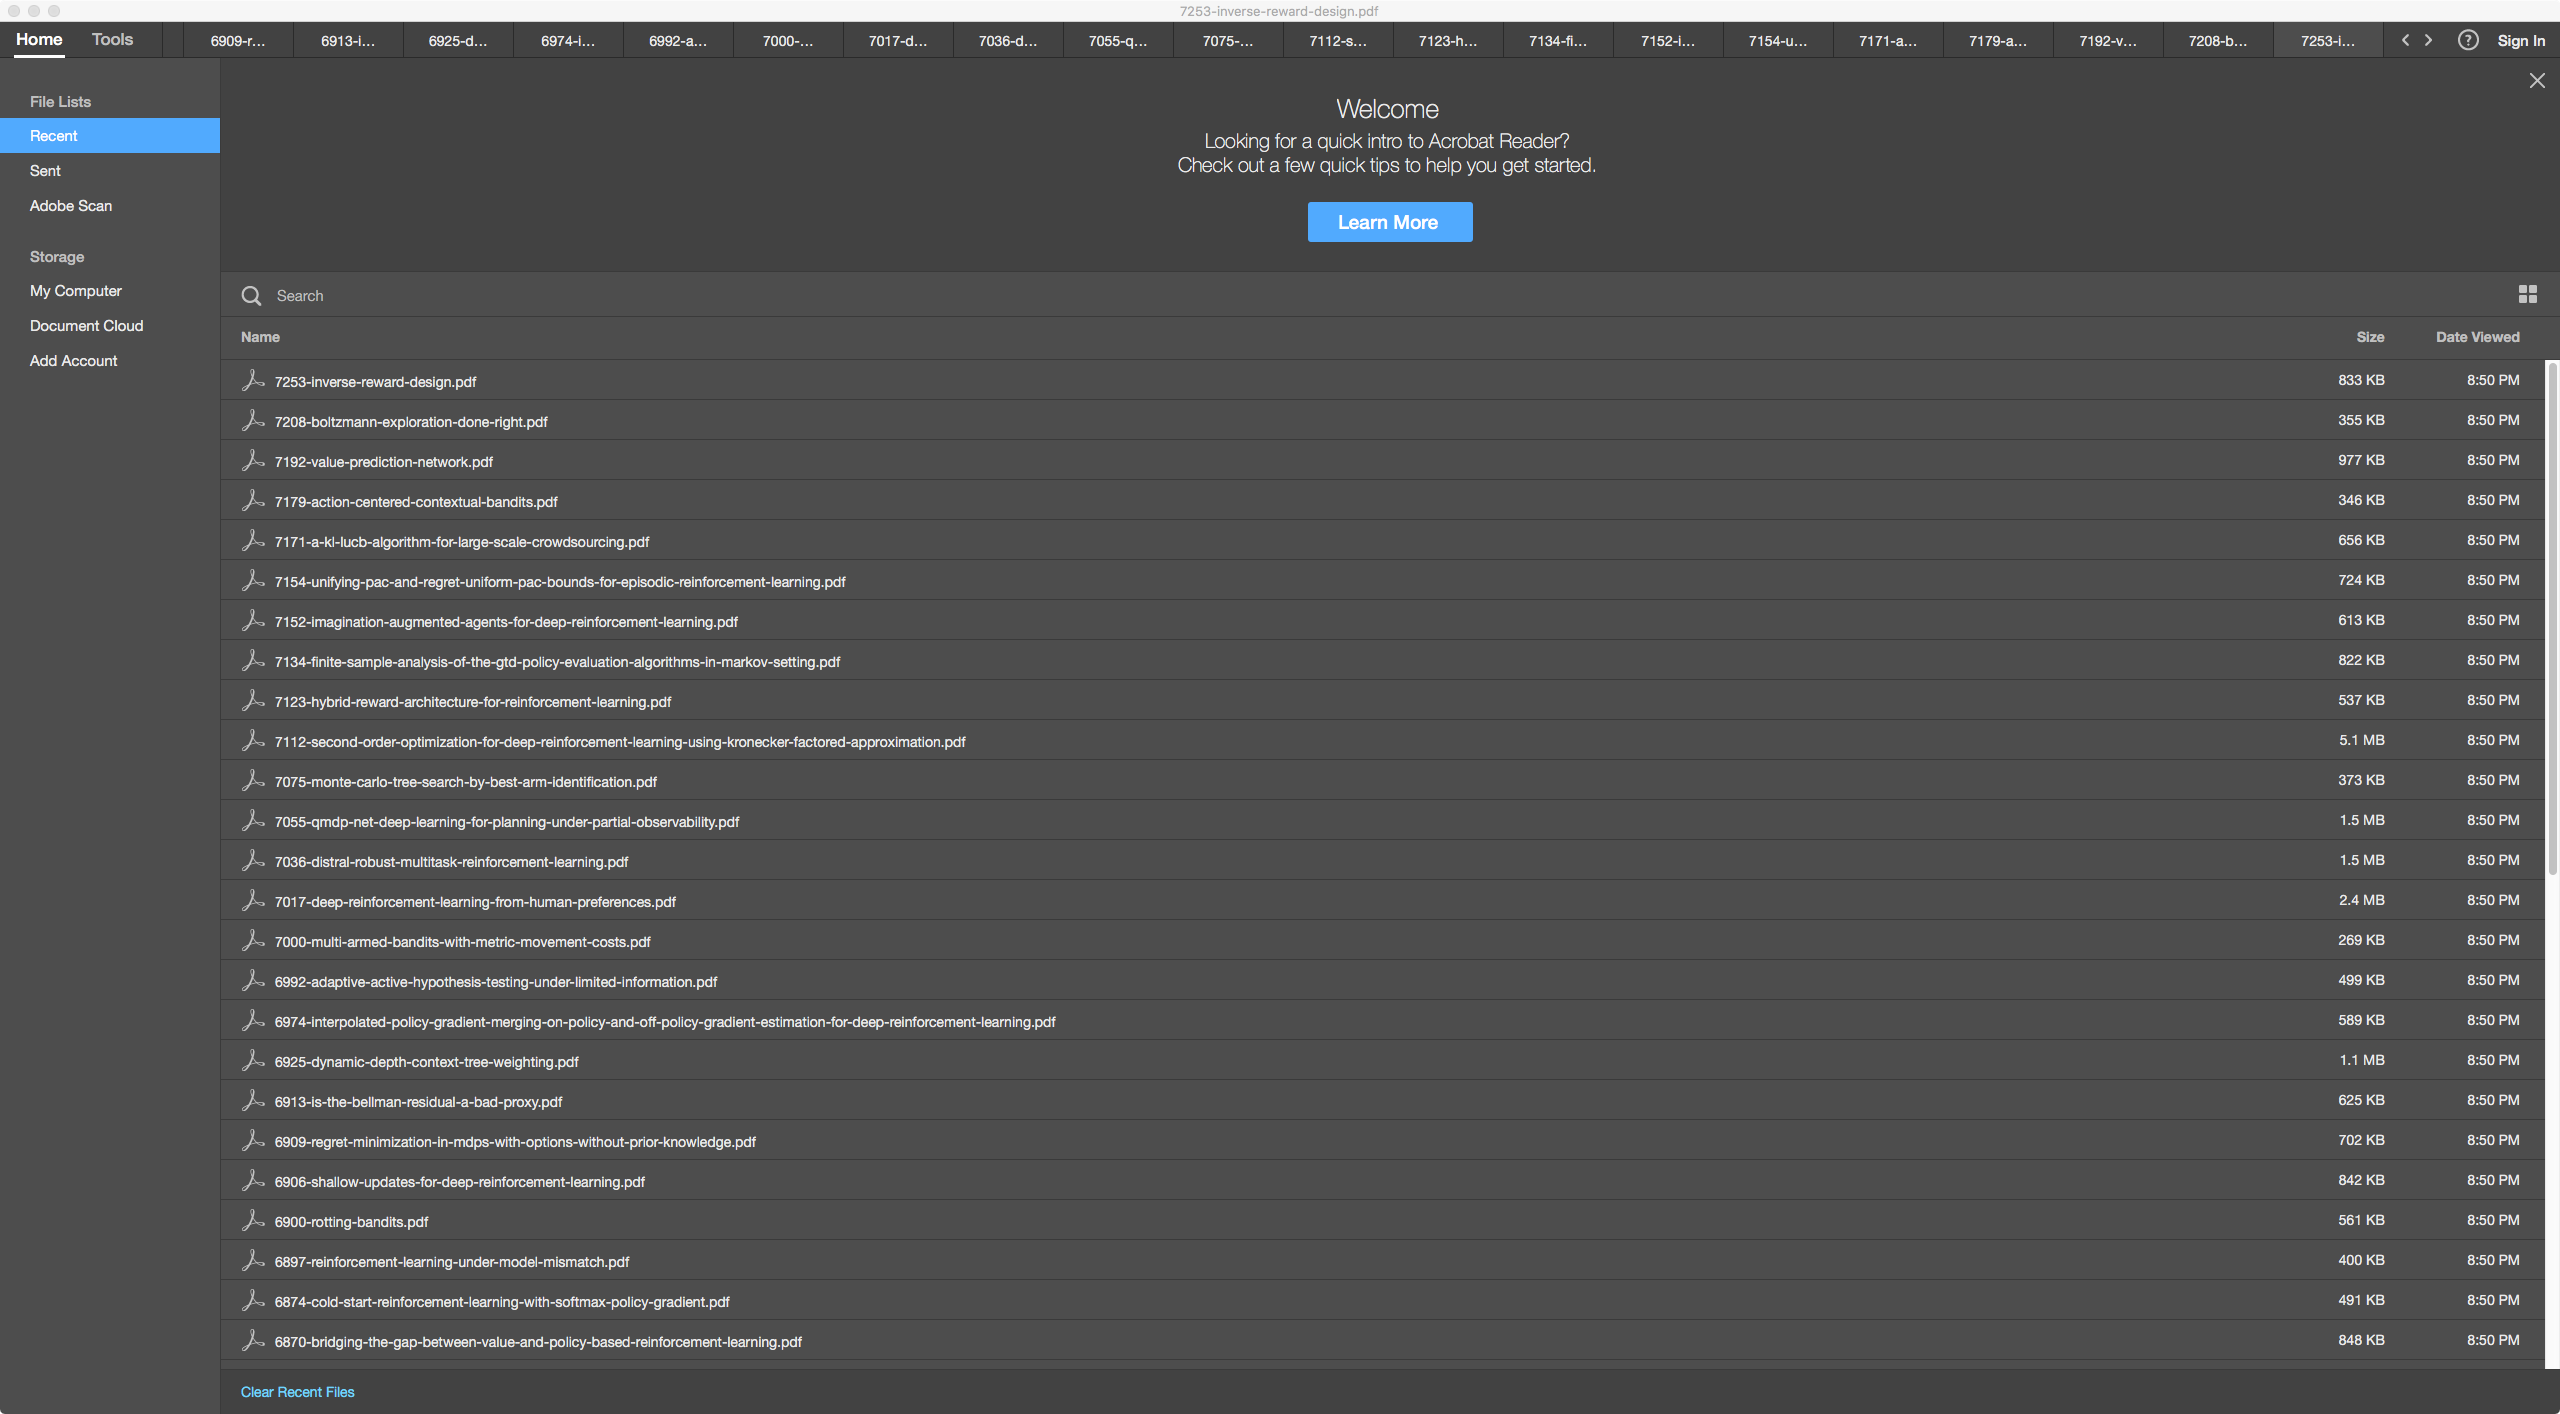 7253-inverse-reward-design.pdf
Home Tools 6909-r... 6913-i... 6925-d... 6974-i... 6992-a... 7000-... 7017-d... 7036-d... 7055-q... 7075-... 7112-s... 7123-h... 7134-fi... 7152-i... 7154-u... 7171-a... 7179-a... 7192-v... 7208-b... 7253-i... ? Sign In
File Lists
Recent
Sent
Adobe Scan
Storage
My Computer
Document Cloud
Add Account
Welcome
Looking for a quick intro to Acrobat Reader?
Check out a few quick tips to help you get started.
Learn More
Search
Name Size Date Viewed
7253-inverse-reward-design.pdf 833 KB 8:50 PM
7208-boltzmann-exploration-done-right.pdf 355 KB 8:50 PM
7192-value-prediction-network.pdf 977 KB 8:50 PM
7179-action-centered-contextual-bandits.pdf 346 KB 8:50 PM
7171-a-kl-lucb-algorithm-for-large-scale-crowdsourcing.pdf 656 KB 8:50 PM
7154-unifying-pac-and-regret-uniform-pac-bounds-for-episodic-reinforcement-learning.pdf 724 KB 8:50 PM
7152-imagination-augmented-agents-for-deep-reinforcement-learning.pdf 613 KB 8:50 PM
7134-finite-sample-analysis-of-the-gtd-policy-evaluation-algorithms-in-markov-setting.pdf 822 KB 8:50 PM
7123-hybrid-reward-architecture-for-reinforcement-learning.pdf 537 KB 8:50 PM
7112-second-order-optimization-for-deep-reinforcement-learning-using-kronecker-factored-approximation.pdf 5.1 MB 8:50 PM
7075-monte-carlo-tree-search-by-best-arm-identification.pdf 373 KB 8:50 PM
7055-qmdp-net-deep-learning-for-planning-under-partial-observability.pdf 1.5 MB 8:50 PM
7036-distral-robust-multitask-reinforcement-learning.pdf 1.5 MB 8:50 PM
7017-deep-reinforcement-learning-from-human-preferences.pdf 2.4 MB 8:50 PM
7000-multi-armed-bandits-with-metric-movement-costs.pdf 269 KB 8:50 PM
6992-adaptive-active-hypothesis-testing-under-limited-information.pdf 499 KB 8:50 PM
6974-interpolated-policy-gradient-merging-on-policy-and-off-policy-gradient-estimation-for-deep-reinforcement-learning.pdf 589 KB 8:50 PM
6925-dynamic-depth-context-tree-weighting.pdf 1.1 MB 8:50 PM
6913-is-the-bellman-residual-a-bad-proxy.pdf 625 KB 8:50 PM
6909-regret-minimization-in-mdps-with-options-without-prior-knowledge.pdf 702 KB 8:50 PM
6906-shallow-updates-for-deep-reinforcement-learning.pdf 842 KB 8:50 PM
6900-rotting-bandits.pdf 561 KB 8:50 PM
6897-reinforcement-learning-under-model-mismatch.pdf 400 KB 8:50 PM
6874-cold-start-reinforcement-learning-with-softmax-policy-gradient.pdf 491 KB 8:50 PM
6870-bridging-the-gap-between-value-and-policy-based-reinforcement-learning.pdf 848 KB 8:50 PM
Clear Recent Files